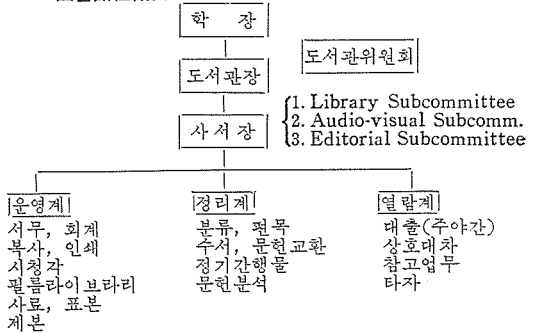 학 장
도서관위원회
도서관장
사서장
1. Library Subcommittee
2. Audio-visual Subcomm.
3. Editorial Subcommittee
운영계
서무, 회계
복사, 인쇄
시청각
필름라이브라리
사료, 표본
제본
정리계
분류, 편목
수서, 문헌교환
정기간행물
문헌분석
열람계
대출(주야간)
상호대차
참고업무
타자